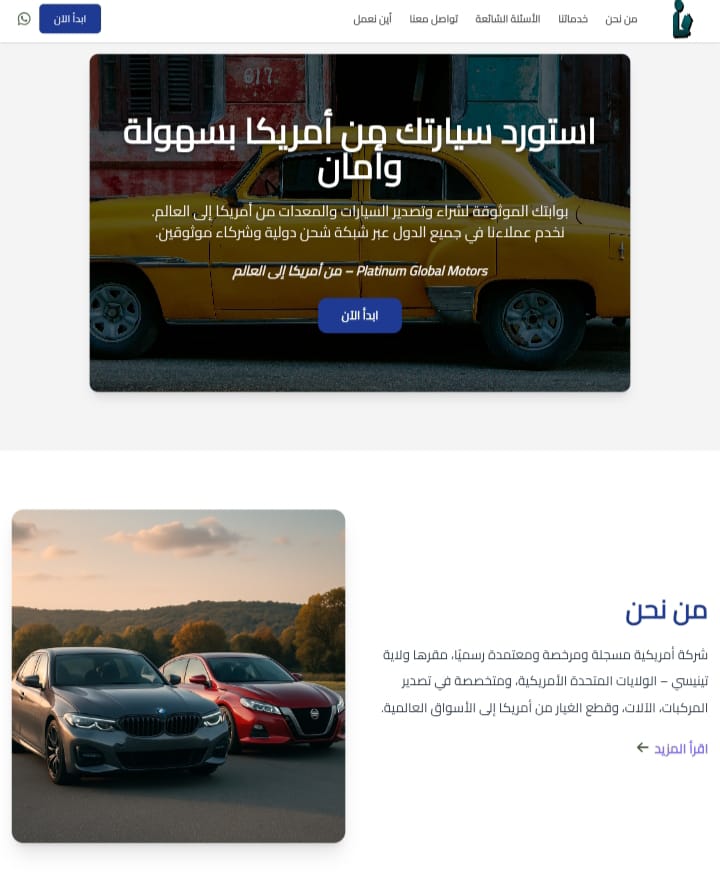 من نحن
خدماتنا
الأسئلة الشائعة
تواصل معنا
أين نعمل
ابدأ الآن
617
استورد سيارتك من أمريكا بسهولة
وأمان
بوابتك الموثوقة لشراء وتصدير السيارات والمعدات من أمريكا إلى العالم.
نخدم عملاءنا في جميع الدول عبر شبكة شحن دولية وشركاء موثوقين.
Platinum Global Motors – من أمريكا إلى العالم
ابدأ الآن
من نحن
شركة أمريكية مسجلة ومرخصة ومعتمدة رسميًا، مقرها ولاية
تينيسي – الولايات المتحدة الأمريكية، ومتخصصة في تصدير
المركبات، الآلات، وقطع الغيار من أمريكا إلى الأسواق العالمية.
اقرأ المزيد ←